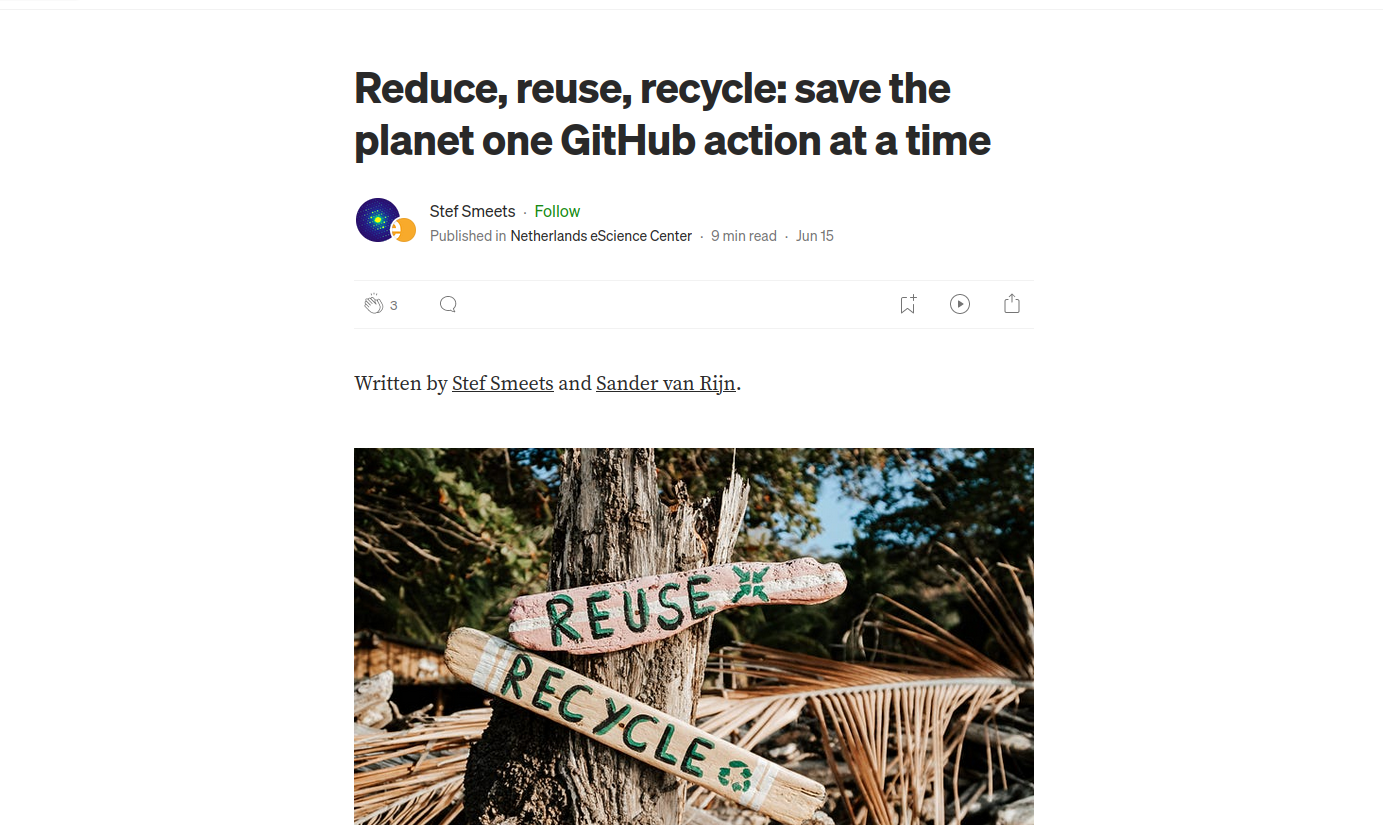 Reduce, reuse, recycle: save the
planet one GitHub action at a time
Stef Smeets · Follow
Published in Netherlands eScience Center · 9 min read · Jun 15
3
Written by Stef Smeets and Sander van Rijn.
REUSE
RECYCLE